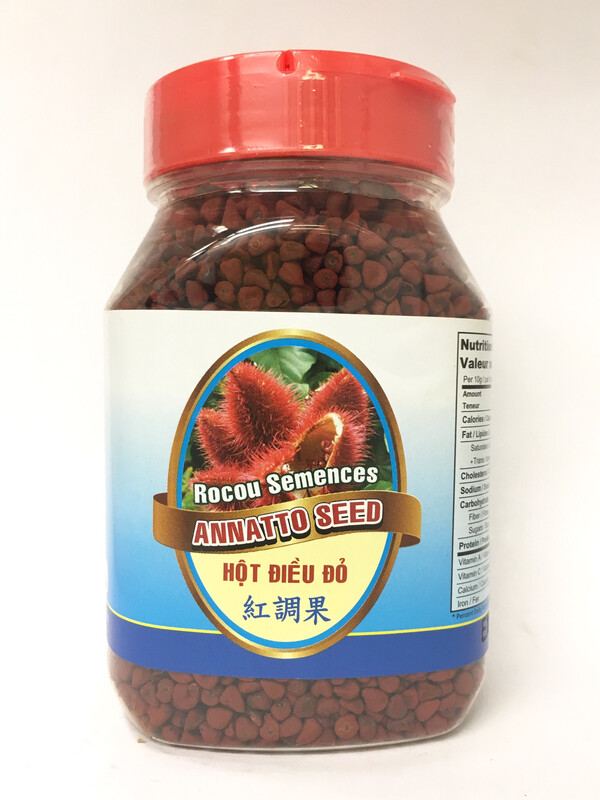 Rocou Semences
ANNATTO SEED
HỘT ĐIỀU ĐỎ
紅調果
Nutrition
Valeur
Per 10g
Amount
Teneur
Calories /
Fat / Lipides
Cholesterol
Sodium /
Fiber /
Sugars
Protein /
Vitamin A /
Vitamin C /
Calcium /
Iron / Fer